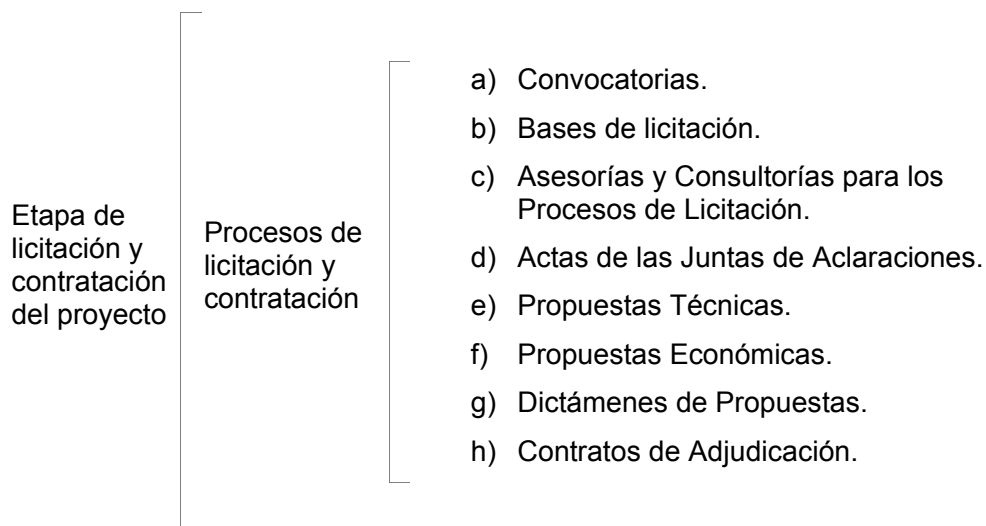 Etapa de
licitación y
contratación
del proyecto
Procesos de
licitación y
contratación
a) Convocatorias.
b) Bases de licitación.
c) Asesorías y Consultorías para los
Procesos de Licitación.
d) Actas de las Juntas de Aclaraciones.
e) Propuestas Técnicas.
f) Propuestas Económicas.
g) Dictámenes de Propuestas.
h) Contratos de Adjudicación.